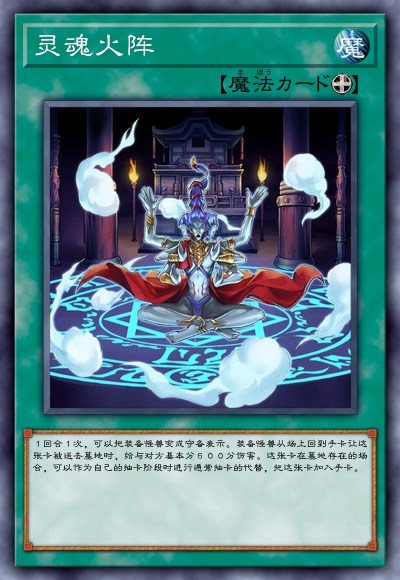 灵魂火阵
魔
【魔法カード】
まほう
1回合1次，可以把装备怪兽变成守备表示。装备怪兽从场上回到手卡让这
张卡被送去墓地时，给与对方基本分600分伤害。这张卡在墓地存在的场
合，可以作为自己的抽卡阶段时进行通常抽卡的代替，把这张卡加入手卡。